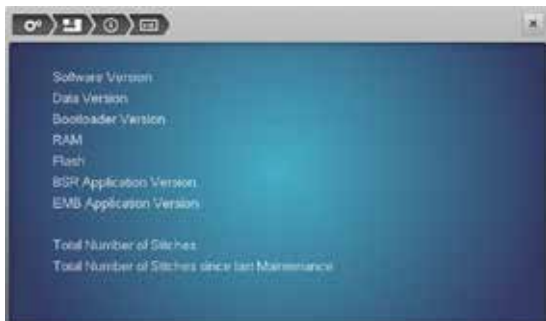 Software Version
Data Version
Bootloader Version
RAM
Flash
BSR Application Version
EMB Application Version
Total Number of Stitches
Total Number of Stitches since last Maintenance